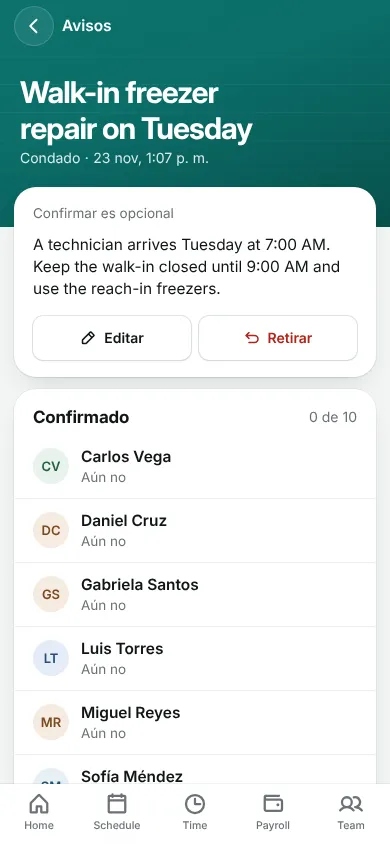 Avisos
Walk-in freezer
repair on Tuesday
Condado · 23 nov, 1:07 p. m.
Confirmar es opcional
A technician arrives Tuesday at 7:00 AM.
Keep the walk-in closed until 9:00 AM and
use the reach-in freezers.
Editar
Retirar
Confirmado
0 de 10
CV
Carlos Vega
Aún no
DC
Daniel Cruz
Aún no
GS
Gabriela Santos
Aún no
LT
Luis Torres
Aún no
MR
Miguel Reyes
Aún no
SM
Sofía Méndez
Home
Schedule
Time
Payroll
Team